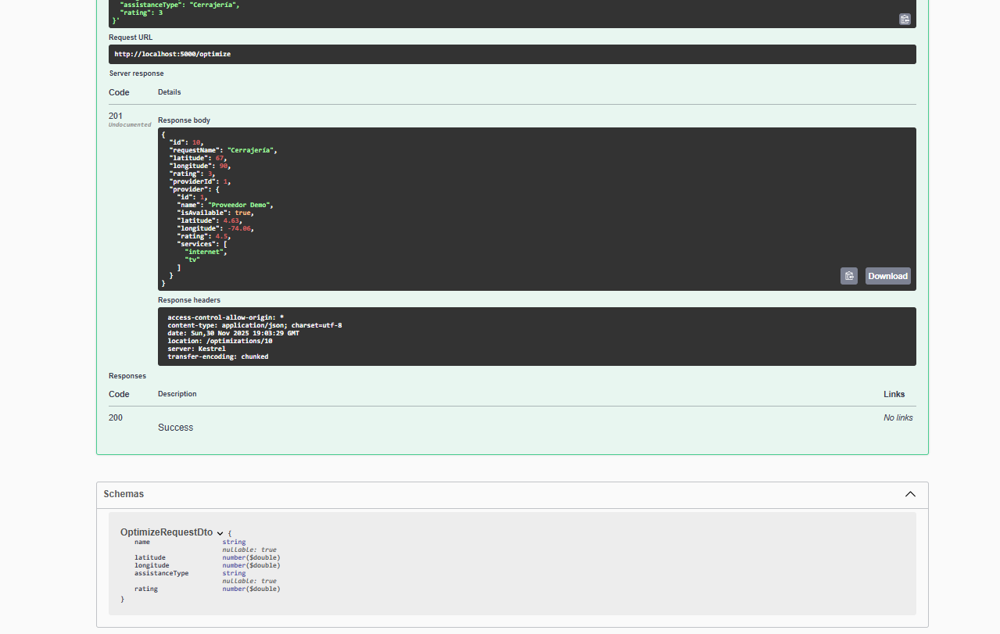 "assistanceType": "Cerrajería",
"rating": 3
}'
Request URL
http://localhost:5000/optimize
Server response
Code Details
201
Undocumented
Response body
{
"id": 10,
"requestName": "Cerrajería",
"latitude": 67,
"longitude": 90,
"rating": 3,
"providerId": 1,
"provider": {
"id": 1,
"name": "Proveedor Demo",
"isAvailable": true,
"latitude": 4.63,
"longitude": -74.06,
"rating": 4.5,
"services": [
"internet",
"tv"
]
}
}
Download
Response headers
access-control-allow-origin: *
content-type: application/json; charset=utf-8
date: Sun,30 Nov 2025 19:03:29 GMT
location: /optimizations/10
server: Kestrel
transfer-encoding: chunked
Responses
Code Description Links
200 No links
Success
Schemas
OptimizeRequestDto {
name string
nullable: true
latitude number($double)
longitude number($double)
assistanceType string
nullable: true
rating number($double)
}